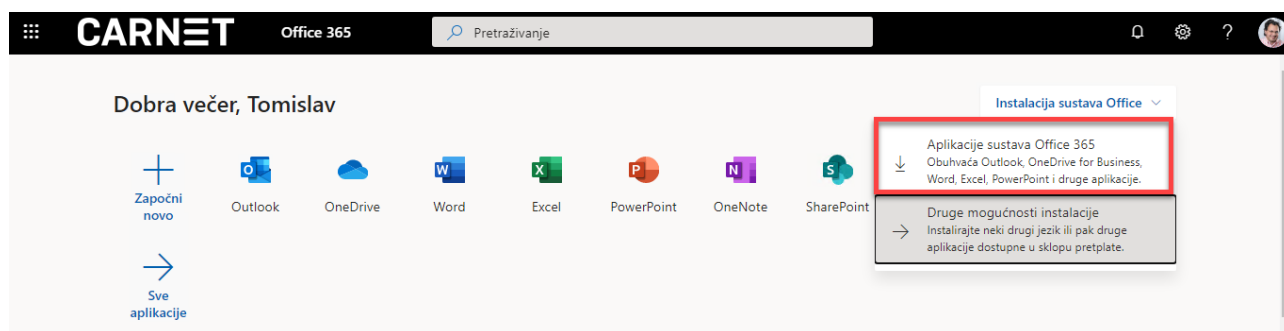 CARNET Office 365 Pretraživanje ?
Dobra večer, Tomislav
Instalacija sustava Office
Aplikacije sustava Office 365
Obuhvaća Outlook, OneDrive for Business,
Word, Excel, PowerPoint i druge aplikacije.
Druge mogućnosti instalacije
Instalirajte neki drugi jezik ili pak druge
aplikacije dostupne u sklopu pretplate.
Započni
novo
Outlook
OneDrive
Word
Excel
PowerPoint
OneNote
SharePoint
Sve
aplikacije